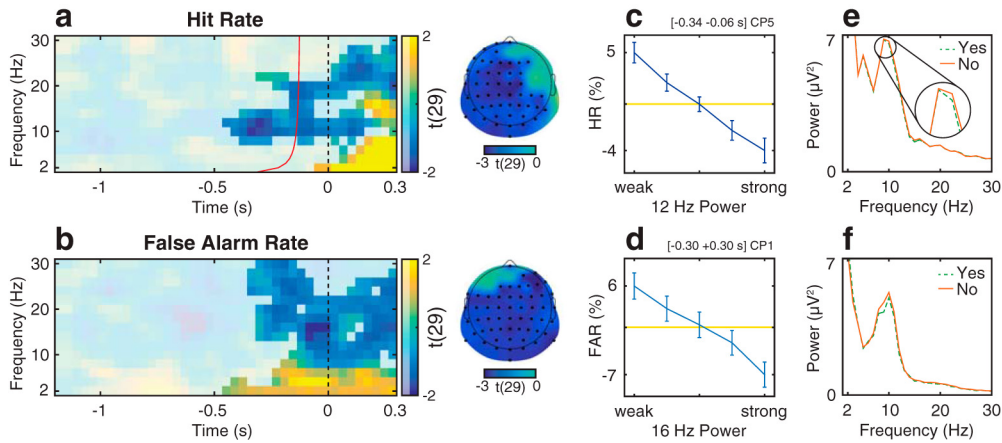 a
Hit Rate
Frequency (Hz)
30
20
10
2
-1
-0.5
0
0.3
Time (s)
2
t(29)
-2
-3
0
t(29)
c
[-0.34 -0.06 s] CP5
HR (%)
5
-4
weak
strong
12 Hz Power
e
Power (µV²)
7
0
Yes
No
2
10
20
30
Frequency (Hz)
b
False Alarm Rate
Frequency (Hz)
30
20
10
2
-1
-0.5
0
0.3
Time (s)
2
t(29)
-2
-3
0
t(29)
d
[-0.30 +0.30 s] CP1
FAR (%)
6
-7
weak
strong
16 Hz Power
f
Power (µV²)
7
0
Yes
No
2
10
20
30
Frequency (Hz)